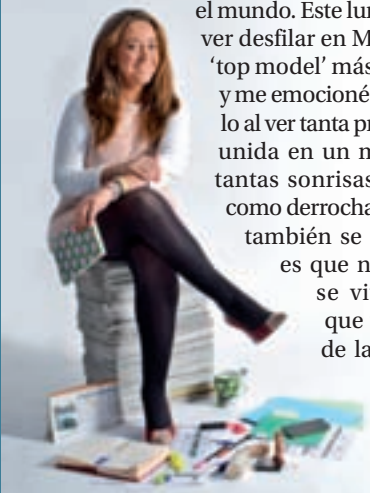 el mundo. Este lun
ver desfilar en M
‘top model’ más
y me emocioné
lo al ver tanta pr
unida en un m
tantas sonrisas
como derrocha
también se
es que n
se vi
que
de la